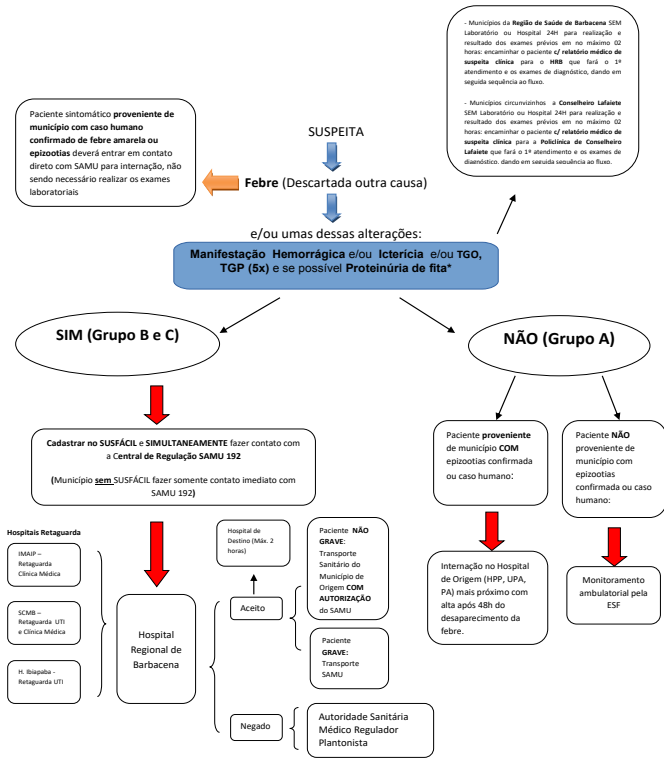 - Municípios da Região de Saúde de Barbacena SEM
Laboratório ou Hospital 24H para realização e
resultado dos exames prévios em no máximo 02
horas: encaminhar o paciente c/ relatório médico de
suspeita clínica para o HRB que fará o 1º
atendimento e os exames de diagnóstico, dando em
seguida sequência ao fluxo.
- Municípios circunvizinhos a Conselheiro Lafaiete
SEM Laboratório ou Hospital 24H para realização e
resultado dos exames prévios em no máximo 02
horas: encaminhar o paciente c/ relatório médico de
suspeita clínica para a Policlínica de Conselheiro
Lafaiete que fará o 1º atendimento e os exames de
diagnóstico. dando em seguida sequência ao fluxo.
Paciente sintomático proveniente de
município com caso humano
confirmado de febre amarela ou
epizootias deverá entrar em contato
direto com SAMU para internação, não
sendo necessário realizar os exames
laboratoriais
SUSPEITA
Febre (Descartada outra causa)
e/ou umas dessas alterações:
Manifestação Hemorrágica e/ou Icterícia e/ou TGO,
TGP (5x) e se possível Proteinúria de fita*
SIM (Grupo B e C)
NÃO (Grupo A)
Cadastrar no SUSFÁCIL e SIMULTANEAMENTE fazer contato com
a Central de Regulação SAMU 192
(Município sem SUSFÁCIL fazer somente contato imediato com
SAMU 192)
Paciente proveniente
de município COM
epizootias confirmada
ou caso humano:
Paciente NÃO
proveniente de
município com
epizootias
confirmada ou caso
humano:
Internação no Hospital
de Origem (HPP, UPA,
PA) mais próximo com
alta após 48h do
desaparecimento da
febre.
Monitoramento
ambulatorial pela
ESF
Hospitais Retaguarda
IMAIP –
Retaguarda
Clínica Médica
SCMB –
Retaguarda UTI
e Clínica Médica
H. Ibiapaba -
Retaguarda UTI
Hospital
Regional de
Barbacena
Hospital de
Destino (Máx. 2
horas)
Aceito
Negado
Paciente NÃO
GRAVE:
Transporte
Sanitário do
Município de
Origem COM
AUTORIZAÇÃO
do SAMU
Paciente
GRAVE:
Transporte
SAMU
Autoridade Sanitária
Médico Regulador
Plantonista